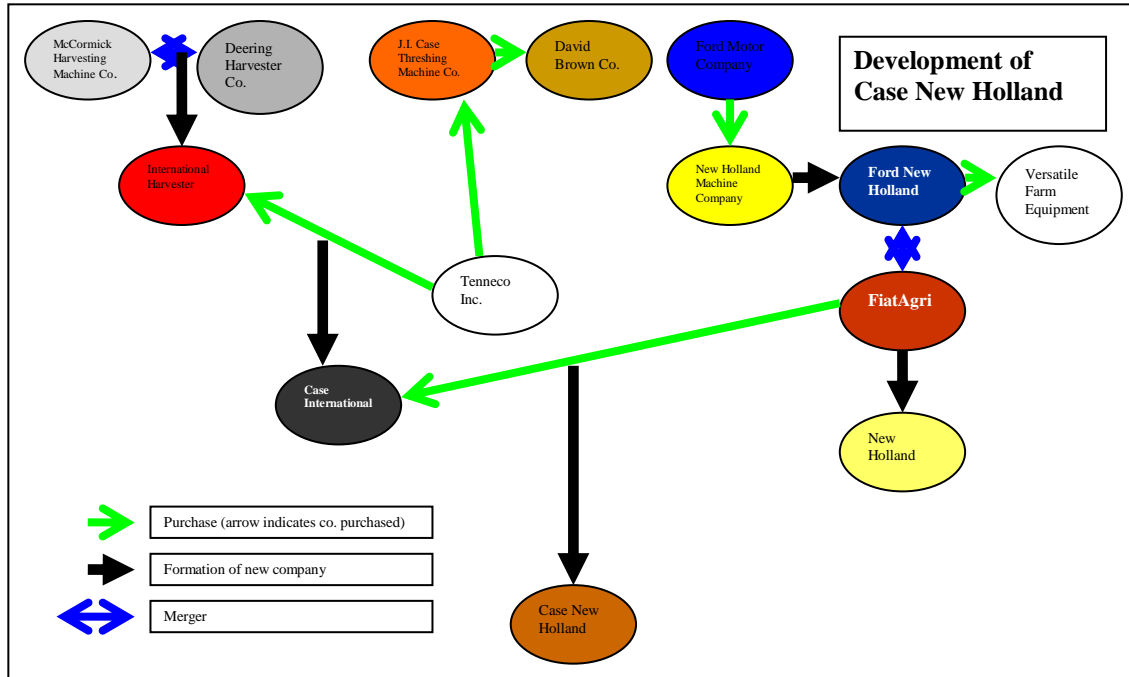 McCormick
Harvesting
Machine Co.
Deering
Harvester
Co.
J.I. Case
Threshing
Machine Co.
David
Brown Co.
Ford Motor
Company
Development of
Case New Holland
International
Harvester
New Holland
Machine
Company
Ford New
Holland
Versatile
Farm
Equipment
Tenneco
Inc.
FiatAgri
Case
International
New
Holland
Purchase (arrow indicates co. purchased)
Formation of new company
Merger
Case New
Holland